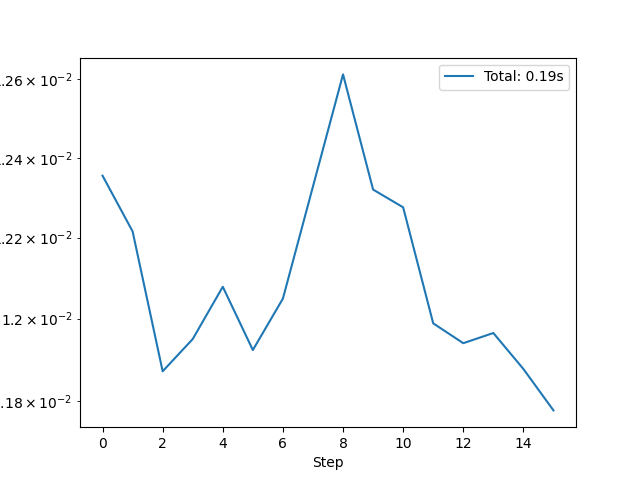 Total: 0.19s
.26 × 10⁻²
.24 × 10⁻²
.22 × 10⁻²
1.2 × 10⁻²
.18 × 10⁻²
0 2 4 6 8 10 12 14
Step